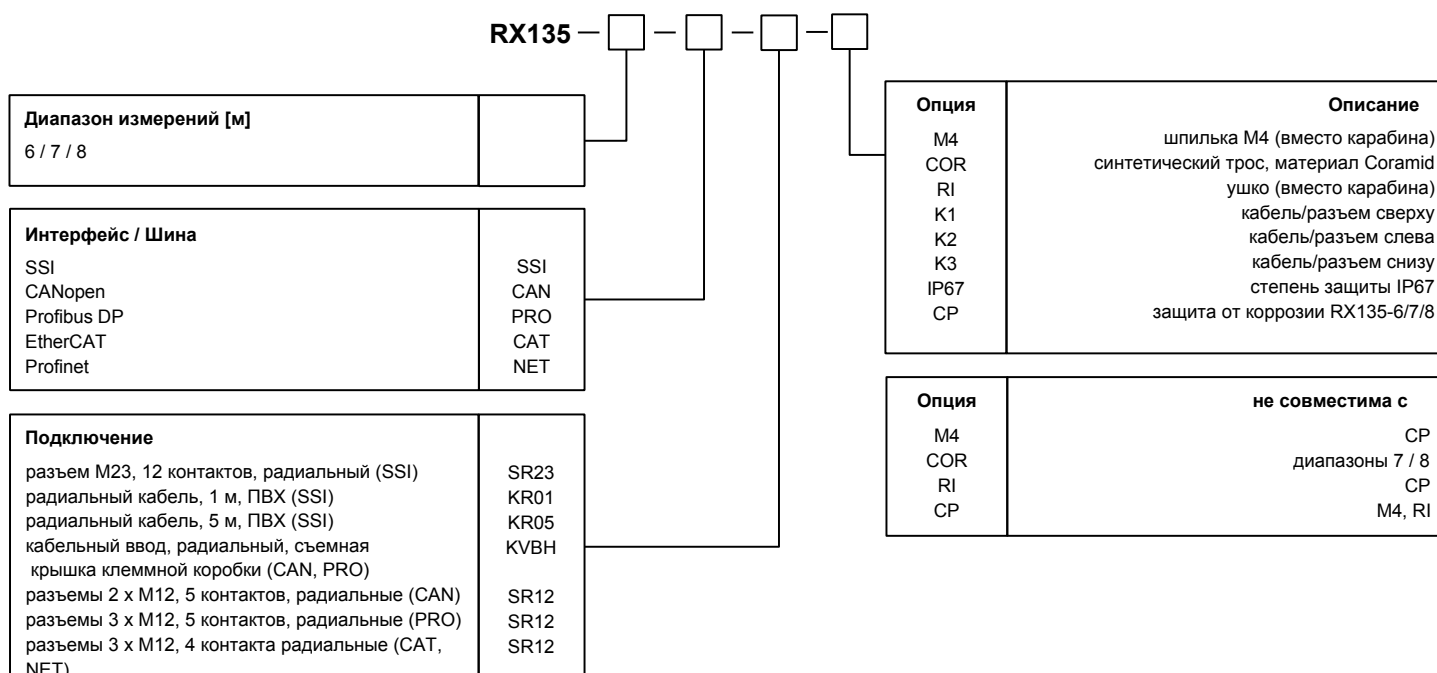 RX135 — — — —
Диапазон измерений [м]
6 / 7 / 8
Интерфейс / Шина
SSI SSI
CANopen CAN
Profibus DP PRO
EtherCAT CAT
Profinet NET
Подключение
разъем M23, 12 контактов, радиальный (SSI) SR23
радиальный кабель, 1 м, ПВХ (SSI) KR01
радиальный кабель, 5 м, ПВХ (SSI) KR05
кабельный ввод, радиальный, съемная KVBH
крышка клеммной коробки (CAN, PRO)
разъемы 2 x M12, 5 контактов, радиальные (CAN) SR12
разъемы 3 x M12, 5 контактов, радиальные (PRO) SR12
разъемы 3 x M12, 4 контакта радиальные (CAT, SR12
NET)
Опция Описание
M4 шпилька M4 (вместо карабина)
COR синтетический трос, материал Coramid
RI ушко (вместо карабина)
K1 кабель/разъем сверху
K2 кабель/разъем слева
K3 кабель/разъем снизу
IP67 степень защиты IP67
CP защита от коррозии RX135-6/7/8
Опция не совместима с
M4 CP
COR диапазоны 7 / 8
RI CP
CP M4, RI